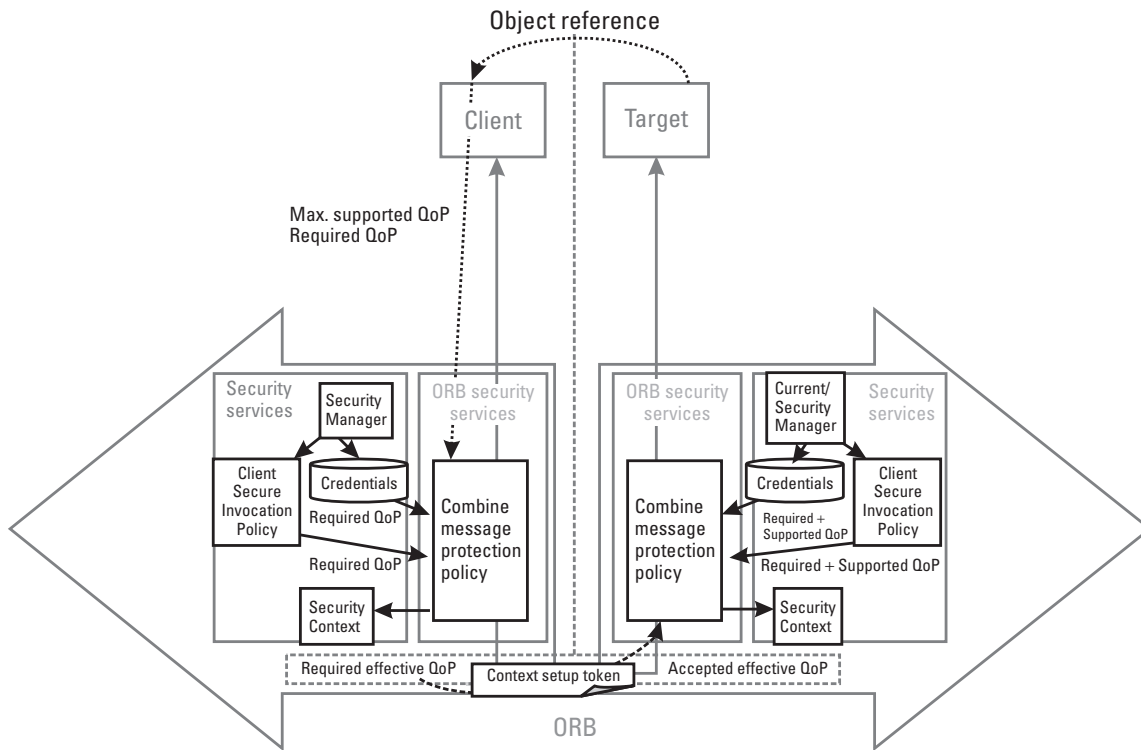 Object reference
Client
Target
Max. supported QoP
Required QoP
Security
services
Security
Manager
ORB security
services
Client
Secure
Invocation
Policy
Credentials
Required QoP
Required QoP
Combine
message
protection
policy
Security
Context
ORB security
services
Current/
Security
Manager
Security
services
Combine
message
protection
policy
Credentials
Client
Secure
Invocation
Policy
Required +
Supported QoP
Required + Supported QoP
Security
Context
Required effective QoP
Context setup token
Accepted effective QoP
ORB